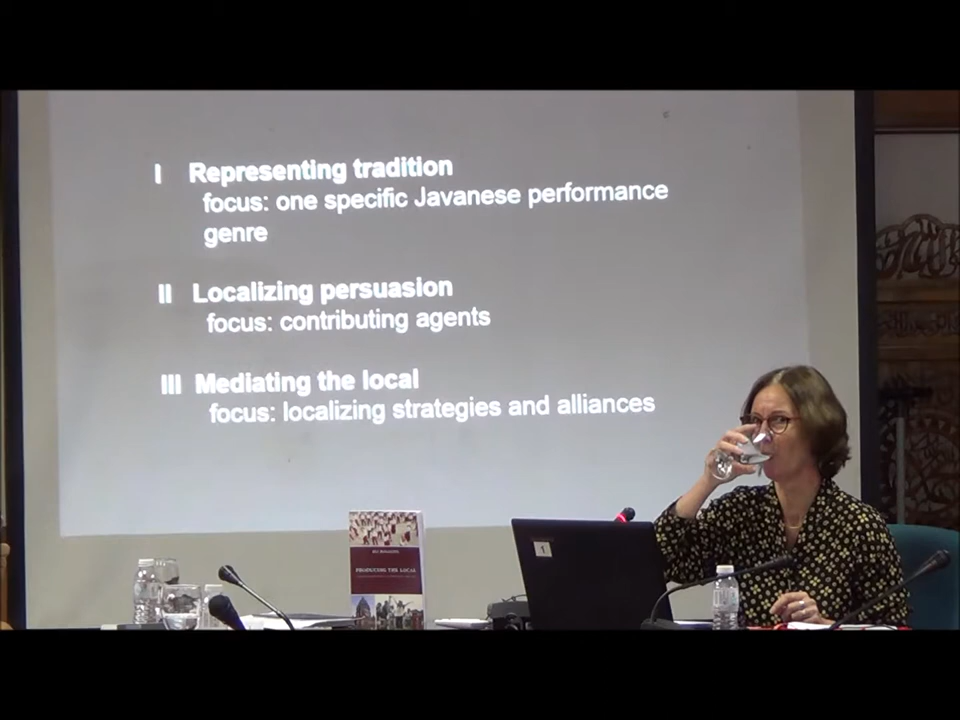 I Representing tradition
focus: one specific Javanese performance
genre
II Localizing persuasion
focus: contributing agents
III Mediating the local
focus: localizing strategies and alliances
PRODUCING THE LOCAL
1